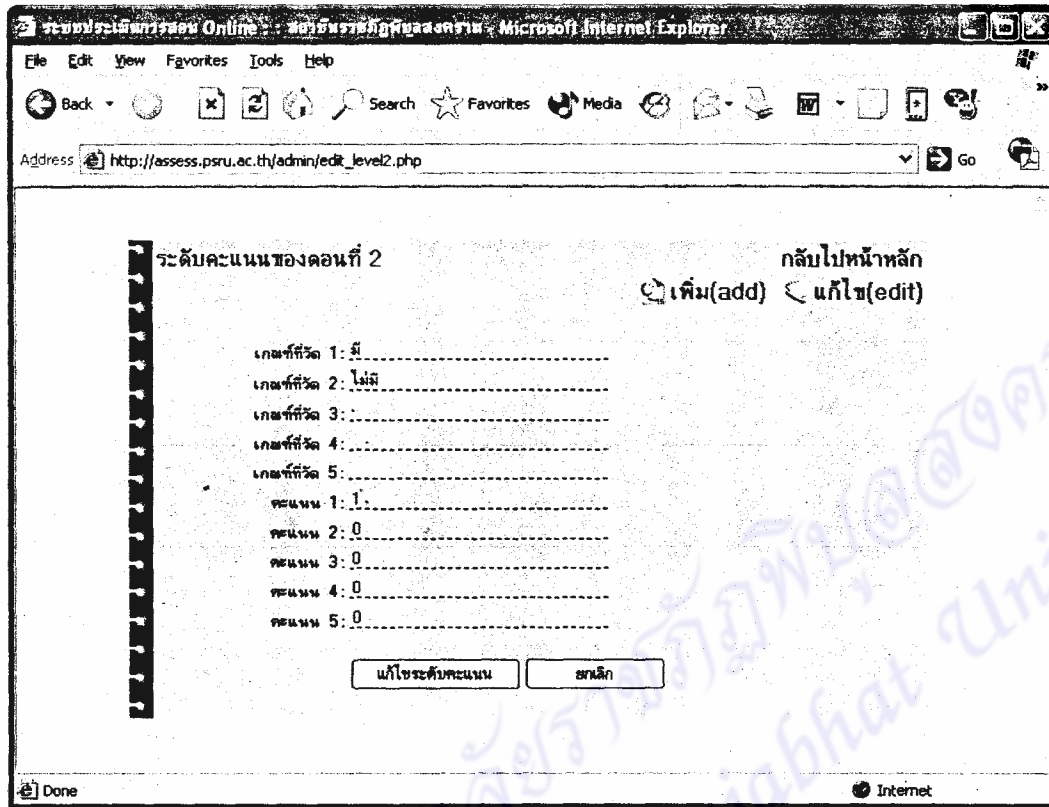 ระบบประเมินการสอน Online - : สถาบันราชภัฏพิบูลสงคราม - Microsoft Internet Explorer
File Edit View Favorites Tools Help
Back Search Favorites Media
Address http://assess.psru.ac.th/admin/edit_level2.php Go
ระดับคะแนนของตอนที่ 2 กลับไปหน้าหลัก
เพิ่ม(add) แก้ไข(edit)
เกณฑ์ที่วัด 1: มี
เกณฑ์ที่วัด 2: ไม่มี
เกณฑ์ที่วัด 3: -
เกณฑ์ที่วัด 4:
เกณฑ์ที่วัด 5:
คะแนน 1: 1
คะแนน 2: 0
คะแนน 3: 0
คะแนน 4: 0
คะแนน 5: 0
แก้ไขระดับคะแนน ยกเลิก
Done Internet